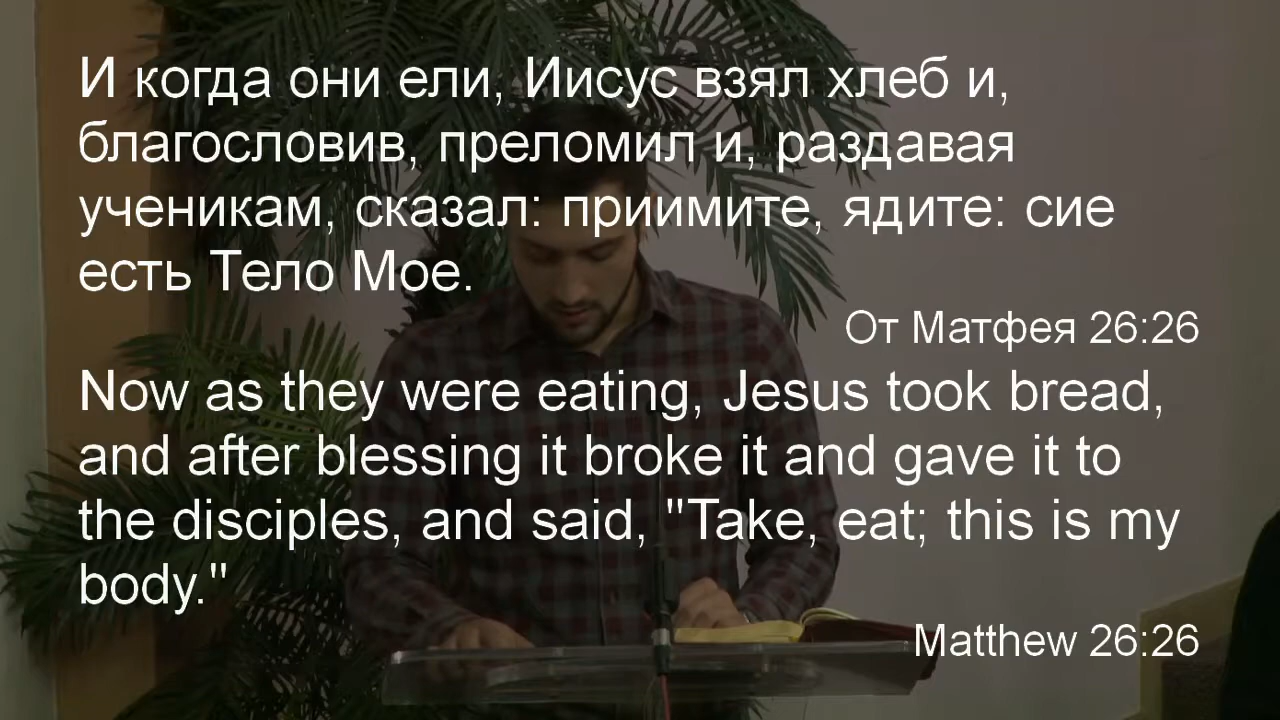 И когда они ели, Иисус взял хлеб и,
благословив, преломил и, раздавая
ученикам, сказал: приимите, ядите: сие
есть Тело Мое.
От Матфея 26:26
Now as they were eating, Jesus took bread,
and after blessing it broke it and gave it to
the disciples, and said, "Take, eat; this is my
body."
Matthew 26:26